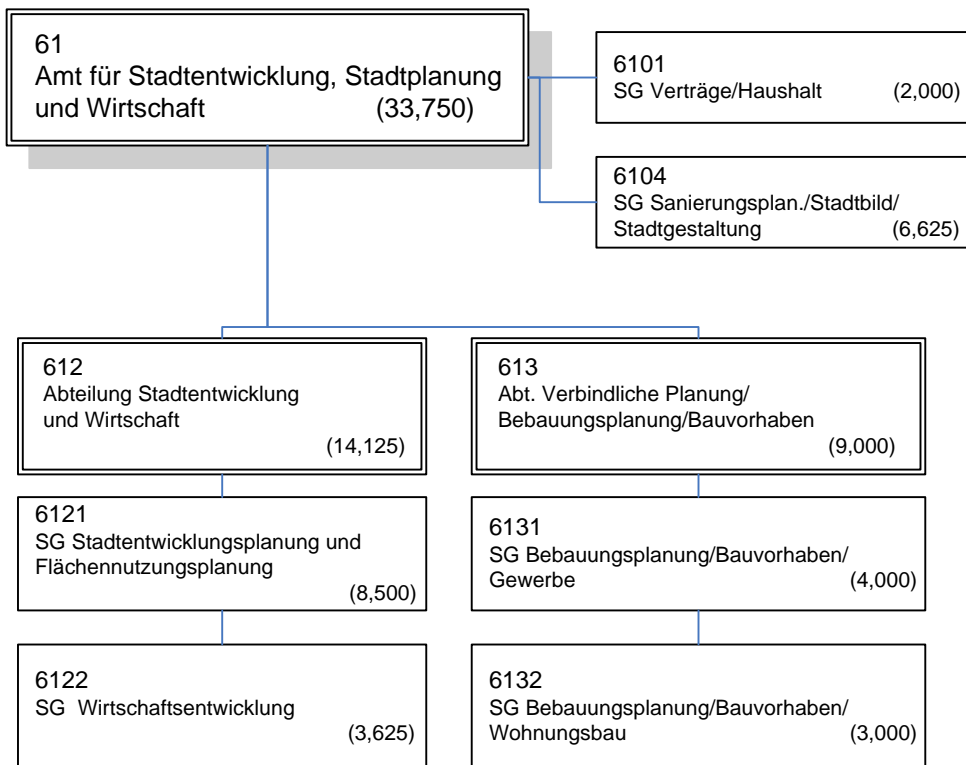 61
Amt für Stadtentwicklung, Stadtplanung
und Wirtschaft (33,750)
6101
SG Verträge/Haushalt (2,000)
6104
SG Sanierungsplan./Stadtbild/
Stadtgestaltung (6,625)
612
Abteilung Stadtentwicklung
und Wirtschaft
(14,125)
613
Abt. Verbindliche Planung/
Bebauungsplanung/Bauvorhaben
(9,000)
6121
SG Stadtentwicklungsplanung und
Flächennutzungsplanung
(8,500)
6131
SG Bebauungsplanung/Bauvorhaben/
Gewerbe (4,000)
6122
SG Wirtschaftsentwicklung
(3,625)
6132
SG Bebauungsplanung/Bauvorhaben/
Wohnungsbau (3,000)